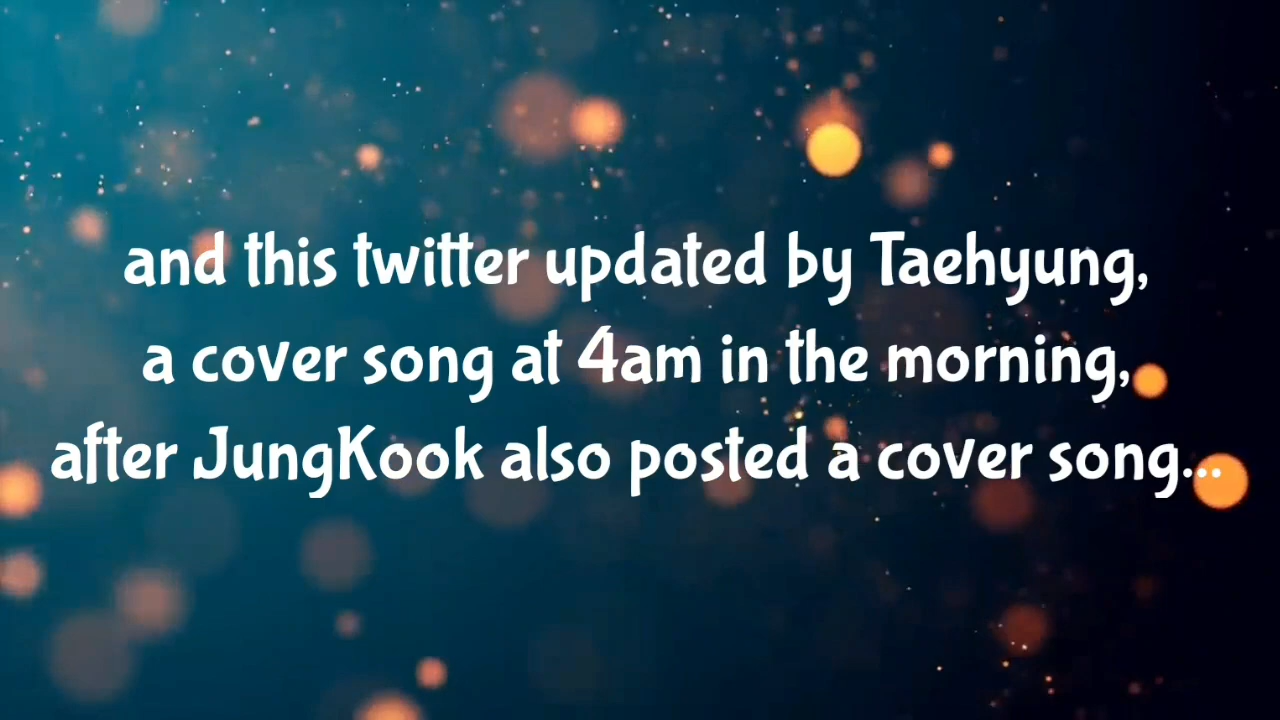 and this twitter updated by Taehyung,
a cover song at 4am in the morning,
after JungKook also posted a cover song...